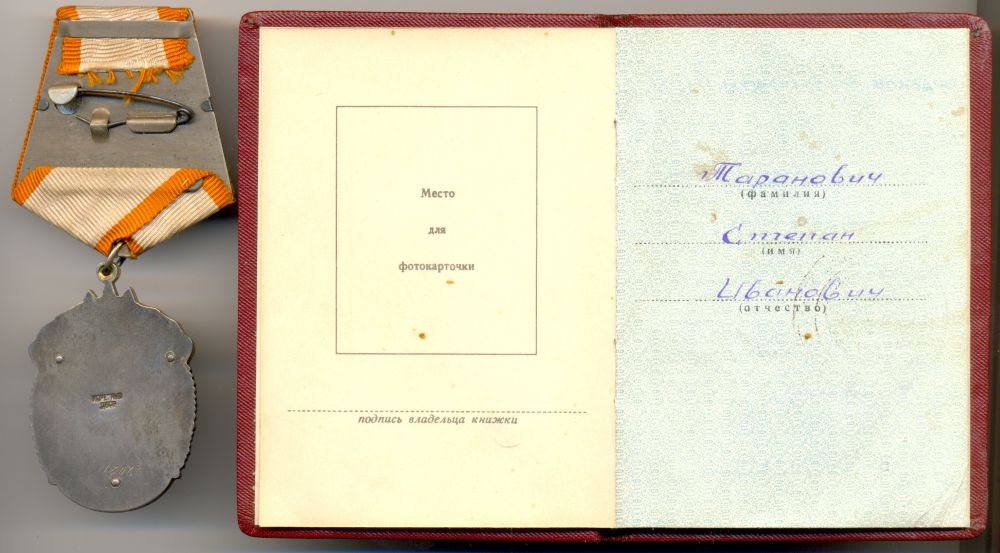 Место
для
фотокарточки
подпись владельца книжки
Таранович
(фамилия)
Степан
(имя)
Иванович
(отчество)